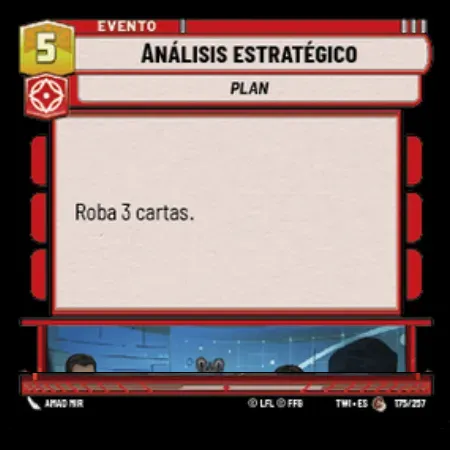 EVENTO
5
ANÁLISIS ESTRATÉGICO
PLAN
Roba 3 cartas.
AMAD MIR
Ⓒ LFL Ⓒ FFG
TWI • ES
175/257